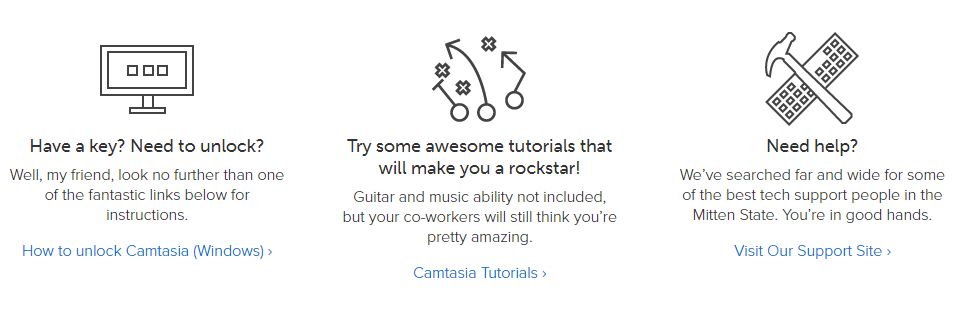 Have a key? Need to unlock?
Well, my friend, look no further than one
of the fantastic links below for
instructions.
How to unlock Camtasia (Windows) ›
Try some awesome tutorials that
will make you a rockstar!
Guitar and music ability not included,
but your co-workers will still think you’re
pretty amazing.
Camtasia Tutorials ›
Need help?
We’ve searched far and wide for some
of the best tech support people in the
Mitten State. You’re in good hands.
Visit Our Support Site ›